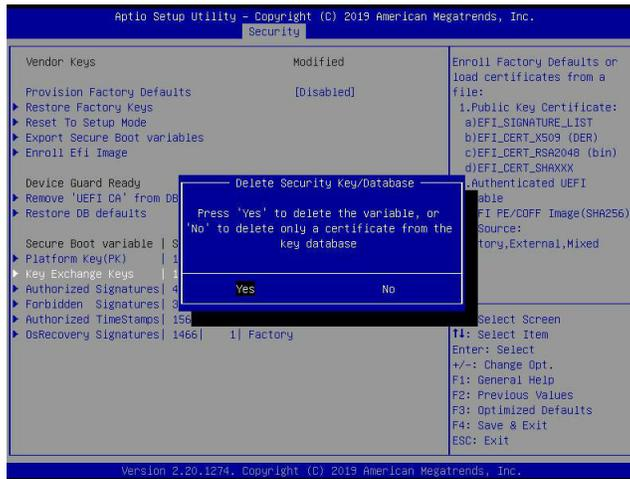 Aptio Setup Utility – Copyright (C) 2019 American Megatrends, Inc.
Security
Vendor Keys Modified
Provision Factory Defaults [Disabled]
Restore Factory Keys
Reset To Setup Mode
Export Secure Boot variables
Enroll Efi Image
Device Guard Ready
Remove 'UEFI CA' from DB
Restore DB defaults
Secure Boot variable | S
Platform Key(PK) | 1
Key Exchange Keys | 1
Authorized Signatures| 4
Forbidden Signatures| 3
Authorized TimeStamps| 156
OsRecovery Signatures| 1466| 1| Factory
Delete Security Key/Database
Press 'Yes' to delete the variable, or
'No' to delete only a certificate from the
key database
Yes No
Enroll Factory Defaults or
load certificates from a
file:
1.Public Key Certificate:
a)EFI_SIGNATURE_LIST
b)EFI_CERT_X509 (DER)
c)EFI_CERT_RSA2048 (bin)
d)EFI_CERT_SHAXXX
.Authenticated UEFI
able
FI PE/COFF Image(SHA256)
Source:
tory,External,Mixed
Select Screen
↑↓: Select Item
Enter: Select
+/-: Change Opt.
F1: General Help
F2: Previous Values
F3: Optimized Defaults
F4: Save & Exit
ESC: Exit
Version 2.20.1274. Copyright (C) 2019 American Megatrends, Inc.